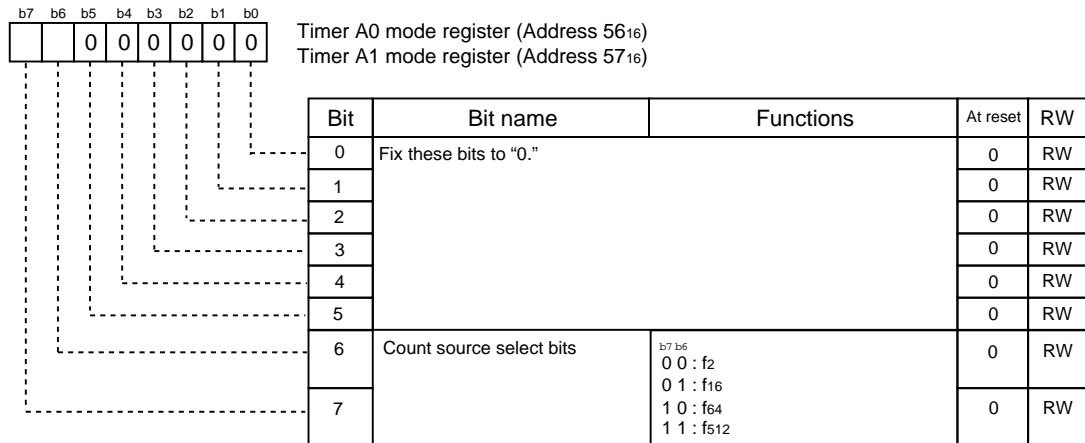 b7 b6 b5 b4 b3 b2 b1 b0
0 0 0 0 0 0
Timer A0 mode register (Address 5616)
Timer A1 mode register (Address 5716)
Bit Bit name Functions At reset RW
0 Fix these bits to “0.” 0 RW
1 0 RW
2 0 RW
3 0 RW
4 0 RW
5 0 RW
6 Count source select bits b7 b6 0 RW
0 0 : f2
0 1 : f16
7 1 0 : f64 0 RW
1 1 : f512